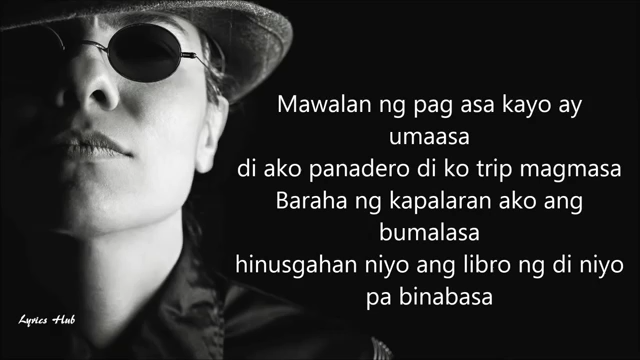 Mawalan ng pag asa kayo ay
umaasa
di ako panadero di ko trip magmasa
Baraha ng kapalaran ako ang
bumalasa
hinusgahan niyo ang libro ng di niyo
pa binabasa
Lyrics Hub